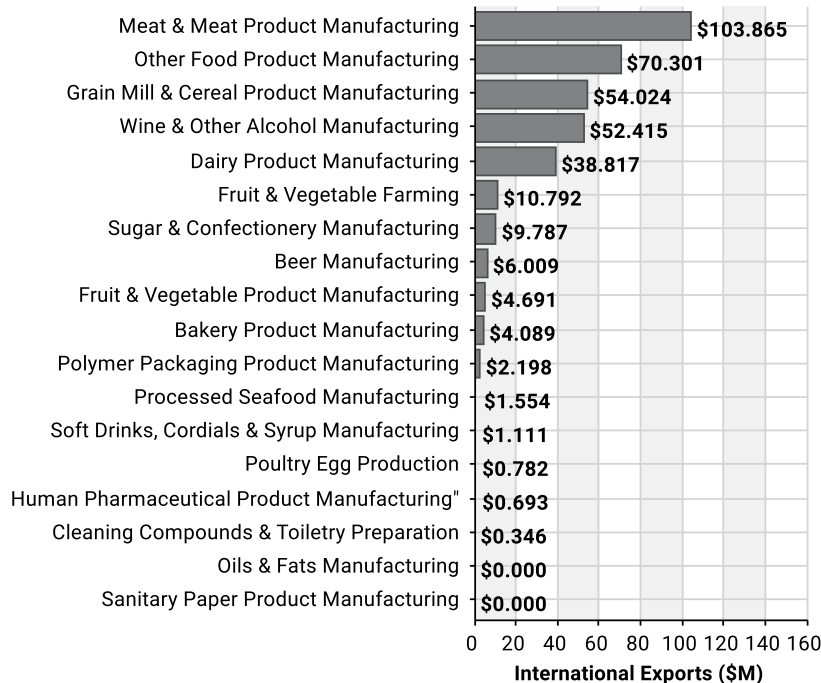 Meat & Meat Product Manufacturing $103.865
Other Food Product Manufacturing $70.301
Grain Mill & Cereal Product Manufacturing $54.024
Wine & Other Alcohol Manufacturing $52.415
Dairy Product Manufacturing $38.817
Fruit & Vegetable Farming $10.792
Sugar & Confectionery Manufacturing $9.787
Beer Manufacturing $6.009
Fruit & Vegetable Product Manufacturing $4.691
Bakery Product Manufacturing $4.089
Polymer Packaging Product Manufacturing $2.198
Processed Seafood Manufacturing $1.554
Soft Drinks, Cordials & Syrup Manufacturing $1.111
Poultry Egg Production $0.782
Human Pharmaceutical Product Manufacturing" $0.693
Cleaning Compounds & Toiletry Preparation $0.346
Oils & Fats Manufacturing $0.000
Sanitary Paper Product Manufacturing $0.000
0 20 40 60 80 100 120 140 160
International Exports ($M)